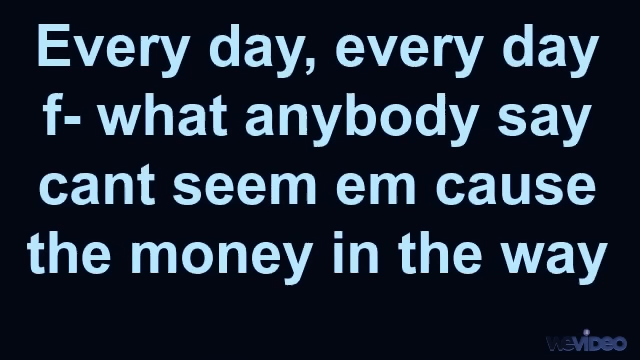 Every day, every day
f- what anybody say
cant seem em cause
the money in the way
WEVIDEO